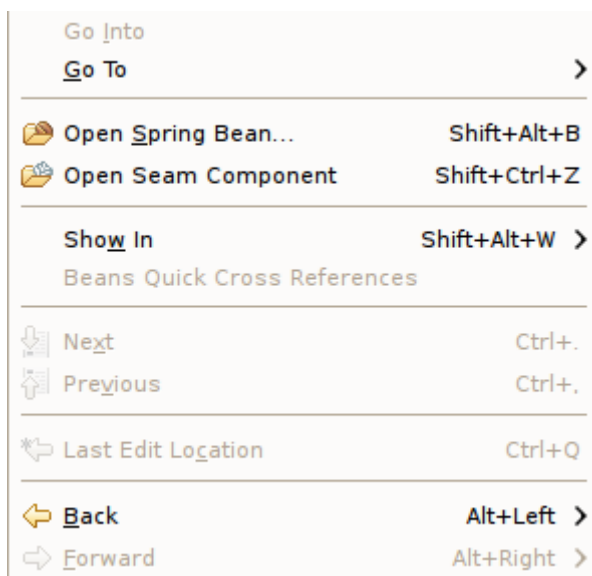 Go Into
Go To
Open Spring Bean... Shift+Alt+B
Open Seam Component Shift+Ctrl+Z
Show In Shift+Alt+W
Beans Quick Cross References
Next Ctrl+.
Previous Ctrl+,
Last Edit Location Ctrl+Q
Back Alt+Left
Forward Alt+Right